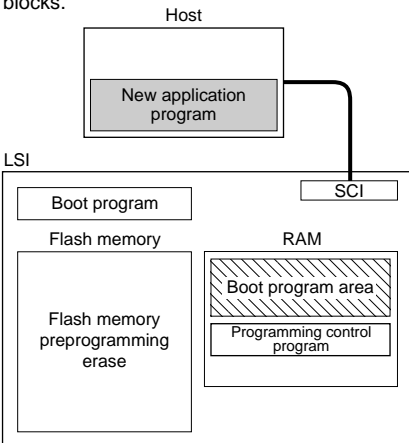 blocks.
Host
New application
program
LSI
SCI
Boot program
Flash memory
RAM
Boot program area
Flash memory
preprogramming
erase
Programming control
program